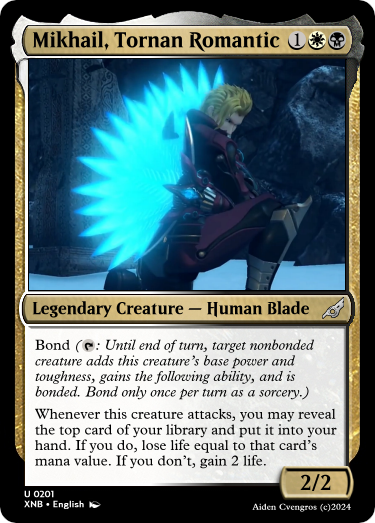 Mikhail, Tornan Romantic 1
Legendary Creature — Human Blade
Bond (: Until end of turn, target nonbonded
creature adds this creature's base power and
toughness, gains the following ability, and is
bonded. Bond only once per turn as a sorcery.)
Whenever this creature attacks, you may reveal
the top card of your library and put it into your
hand. If you do, lose life equal to that card's
mana value. If you don't, gain 2 life.
2/2
U 0201
XNB • English
Aiden Cvengros (c)2024